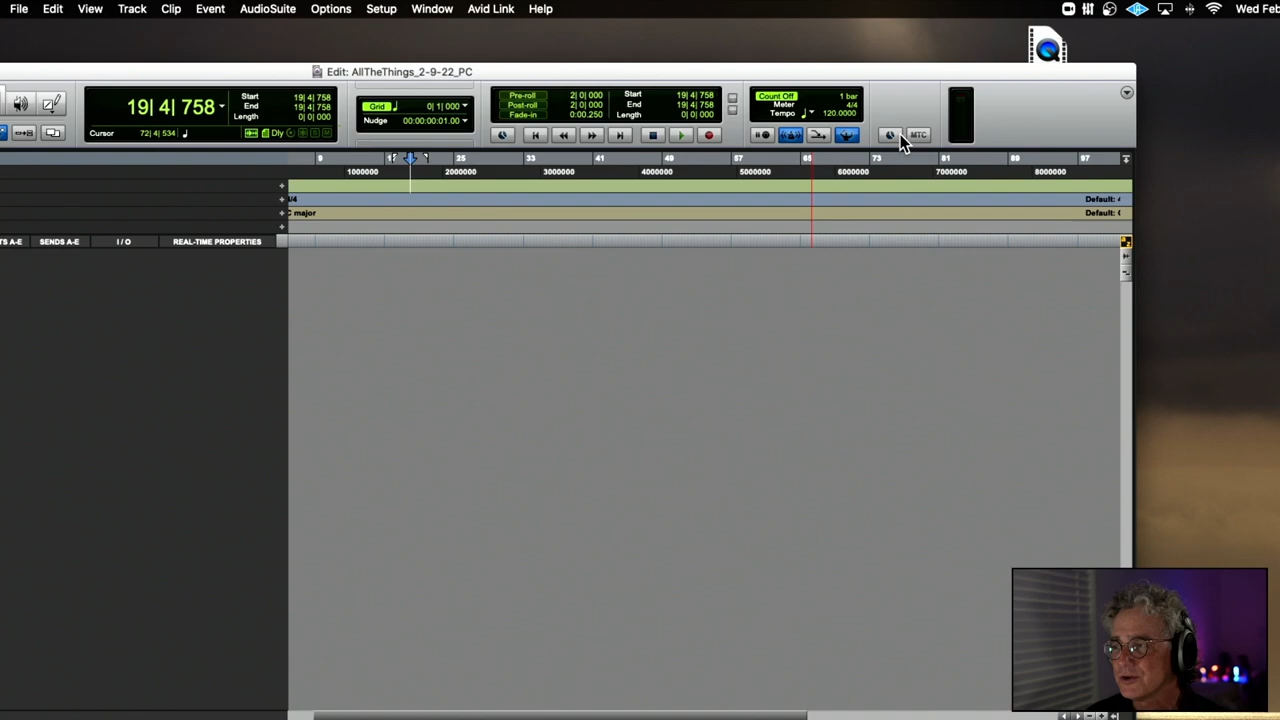 File Edit View Track Clip Event AudioSuite Options Setup Window Avid Link Help Wed Feb
Edit: AllTheThings_2-9-22_PC
19| 4| 758
Start 19| 4| 758
End 19| 4| 758
Length 0| 0| 000
Cursor 72| 4| 534 Dly
Grid 0| 1| 000
Nudge 00:00:00:01.00
Pre-roll 2| 0| 000
Post-roll 2| 0| 000
Fade-in 0:00.250
Start 19| 4| 758
End 19| 4| 758
Length 0| 0| 000
Count Off 1 bar
Meter 4/4
Tempo 120.0000
MTC
9 25 33 41 49 57 65 73 81 89 97
1000000 2000000 3000000 4000000 5000000 6000000 7000000 8000000
4/4 Default: 4
C major Default: C
TS A-E SENDS A-E I / O REAL-TIME PROPERTIES